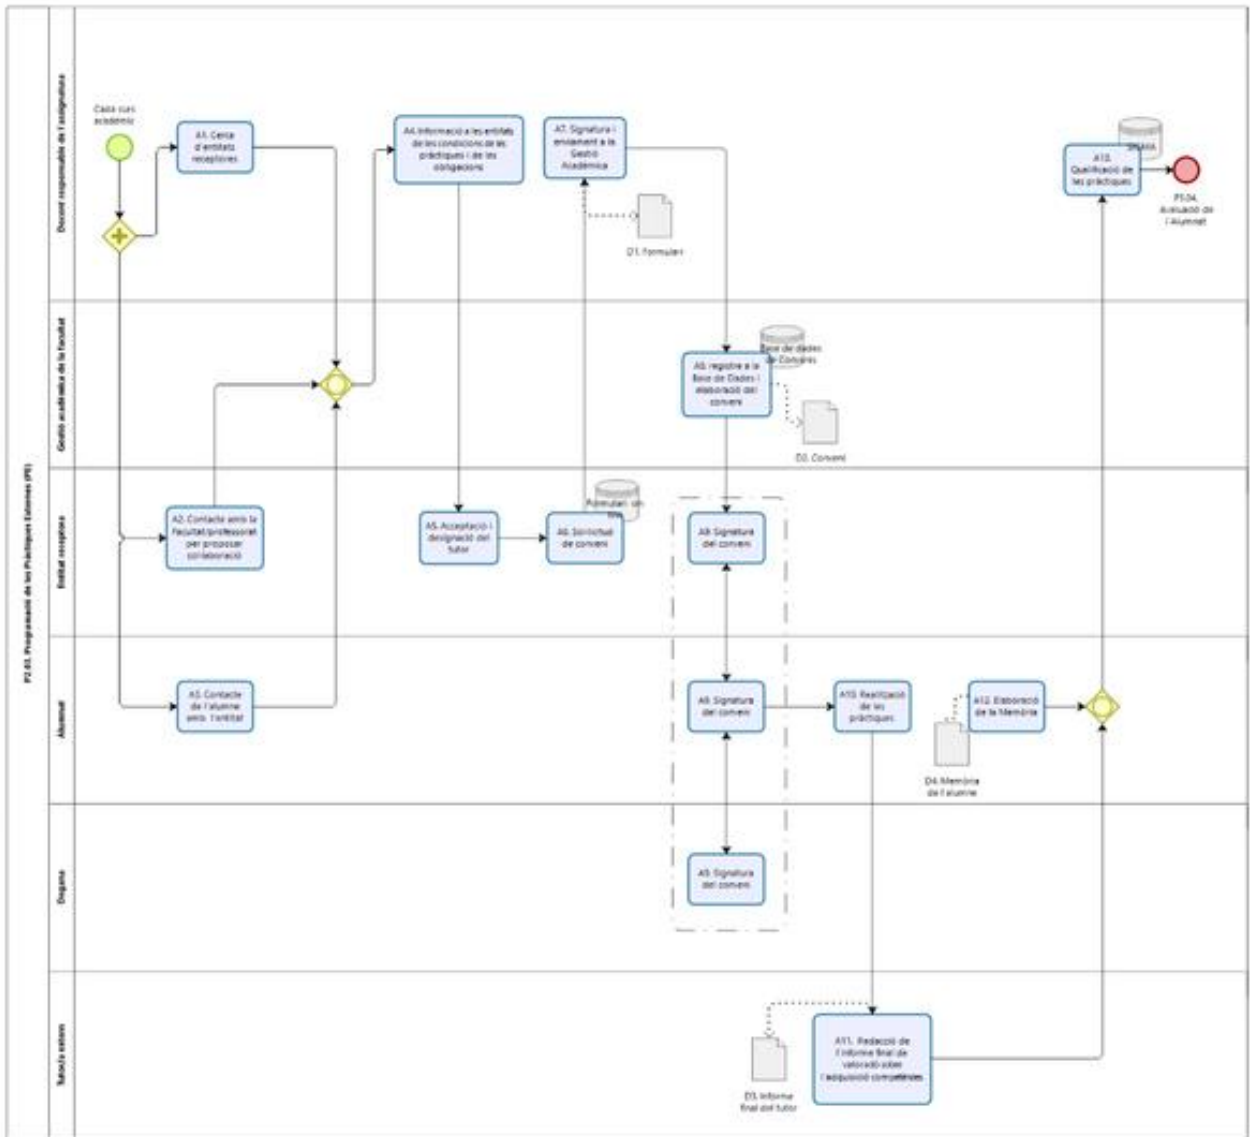 P2.03. Programació de les Pràctiques Externes (PE)
Docent responsable de l'assignatura
Cada curs
acadèmic
A1. Cerca
d'entitats
receptores
A4. Informació a les entitats
de les condicions de les
pràctiques i de les
obligacions
A7. Signatura i
enviament a la
Gestió
Acadèmica
D1. Formulari
SIGMA
A13.
Qualificació de
les pràctiques
Avaluació de
l'Alumnat
Gestió acadèmica de la facultat
Base de dades
de Convenis
A8. registre a la
Base de Dades i
elaboració del
conveni
D2. Conveni
Entitat receptora
A2. Contacte amb la
facultat/professorat
per proposar
col·laboració
A5. Acceptació i
designació del
tutor
Formulari on
line
A6. Sol·licitud
de conveni
A9. Signatura
del conveni
Alumnat
A3. Contacte
de l'alumne
amb l'entitat
A9. Signatura
del conveni
A10. Realització
de les
pràctiques
A12. Elaboració
de la Memòria
D4. Memòria
de l'alumne
Degana
A9. Signatura
del conveni
Tutor/a extern
A11. Redacció de
l'informe final de
valoració sobre
l'adquisició competències
D3. Informe
final del tutor